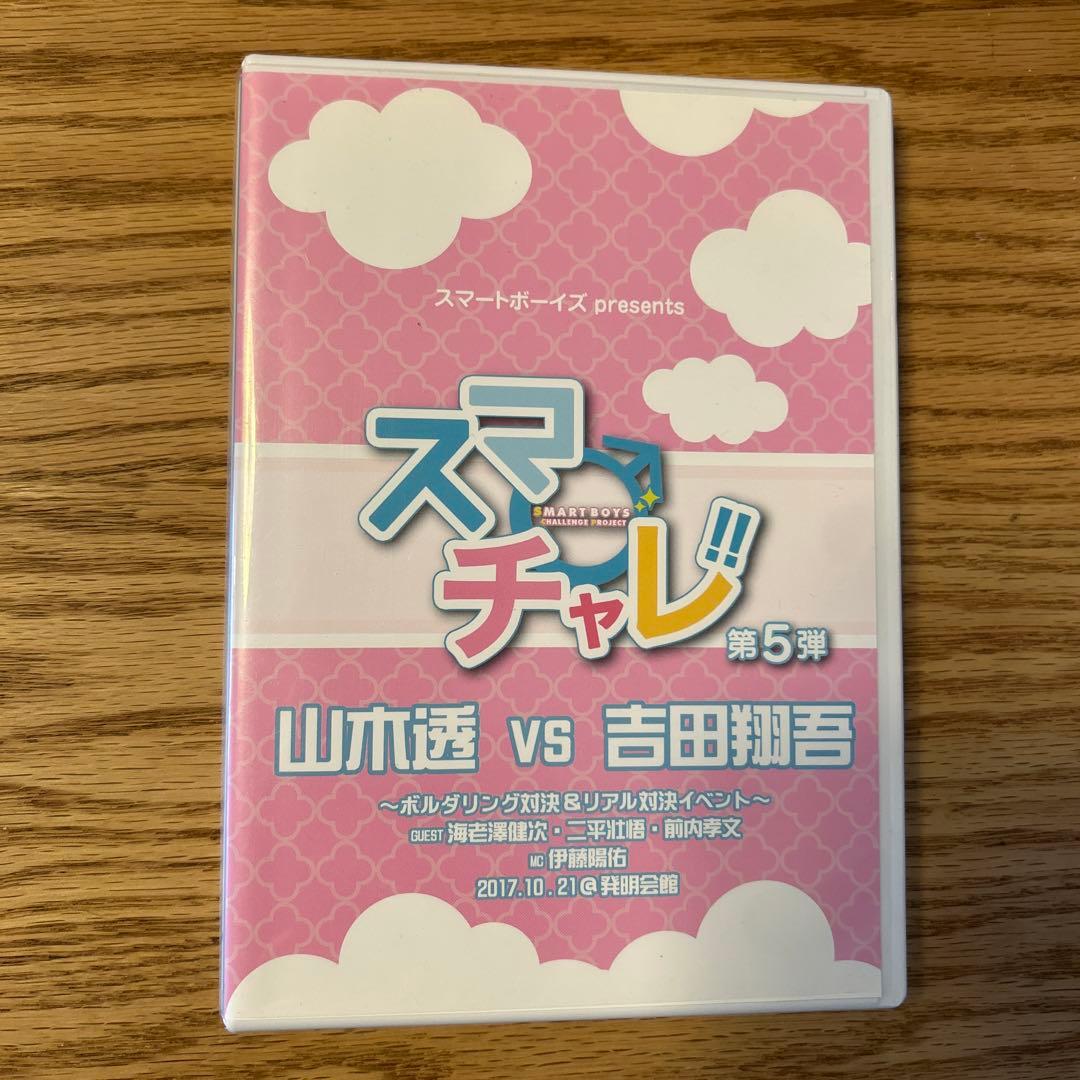 スマートボーイズ presents
スマ
SMART BOYS
CHALLENGE PROJECT
チャレ!!
第5弾
山木透 VS 吉田翔吾
～ボルダリング対決&リアル対決イベント～
GUEST 海老澤健次・二平壮悟・前内孝文
MC 伊藤陽佑
2017.10.21@発明会館